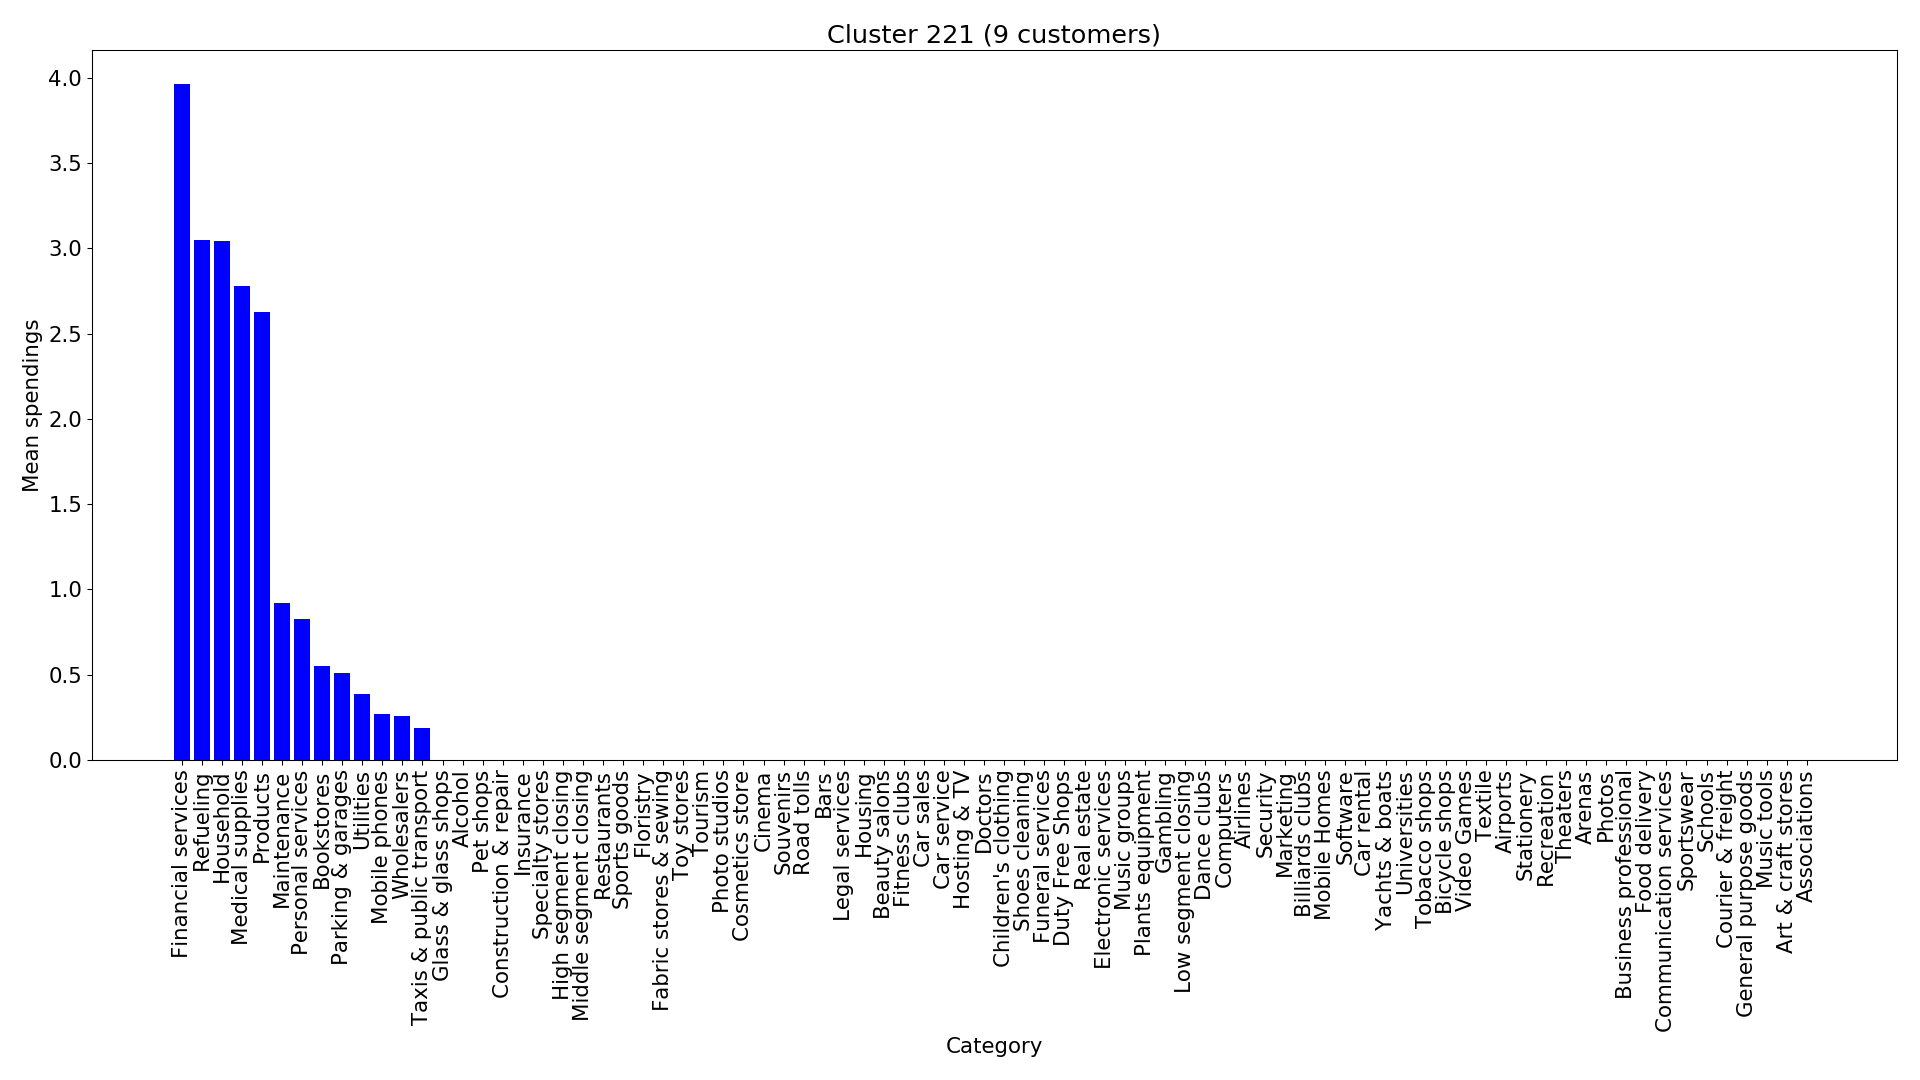 Cluster 221 (9 customers)
Mean spendings
4.0
3.5
3.0
2.5
2.0
1.5
1.0
0.5
0.0
Financial services
Refueling
Household
Medical supplies
Products
Maintenance
Personal services
Bookstores
Parking & garages
Utilities
Mobile phones
Wholesalers
Taxis & public transport
Glass & glass shops
Alcohol
Pet shops
Construction & repair
Insurance
Specialty stores
High segment closing
Middle segment closing
Restaurants
Sports goods
Floristry
Fabric stores & sewing
Toy stores
Tourism
Photo studios
Cosmetics store
Cinema
Souvenirs
Road tolls
Bars
Legal services
Housing
Beauty salons
Fitness clubs
Car sales
Car service
Hosting & TV
Doctors
Children's clothing
Shoes cleaning
Funeral services
Duty Free Shops
Real estate
Electronic services
Music groups
Plants equipment
Gambling
Low segment closing
Dance clubs
Computers
Airlines
Security
Marketing
Billiards clubs
Mobile Homes
Software
Car rental
Yachts & boats
Universities
Tobacco shops
Bicycle shops
Video Games
Textile
Airports
Stationery
Recreation
Theaters
Arenas
Photos
Business professional
Food delivery
Communication services
Sportswear
Schools
Courier & freight
General purpose goods
Music tools
Art & craft stores
Associations
Category